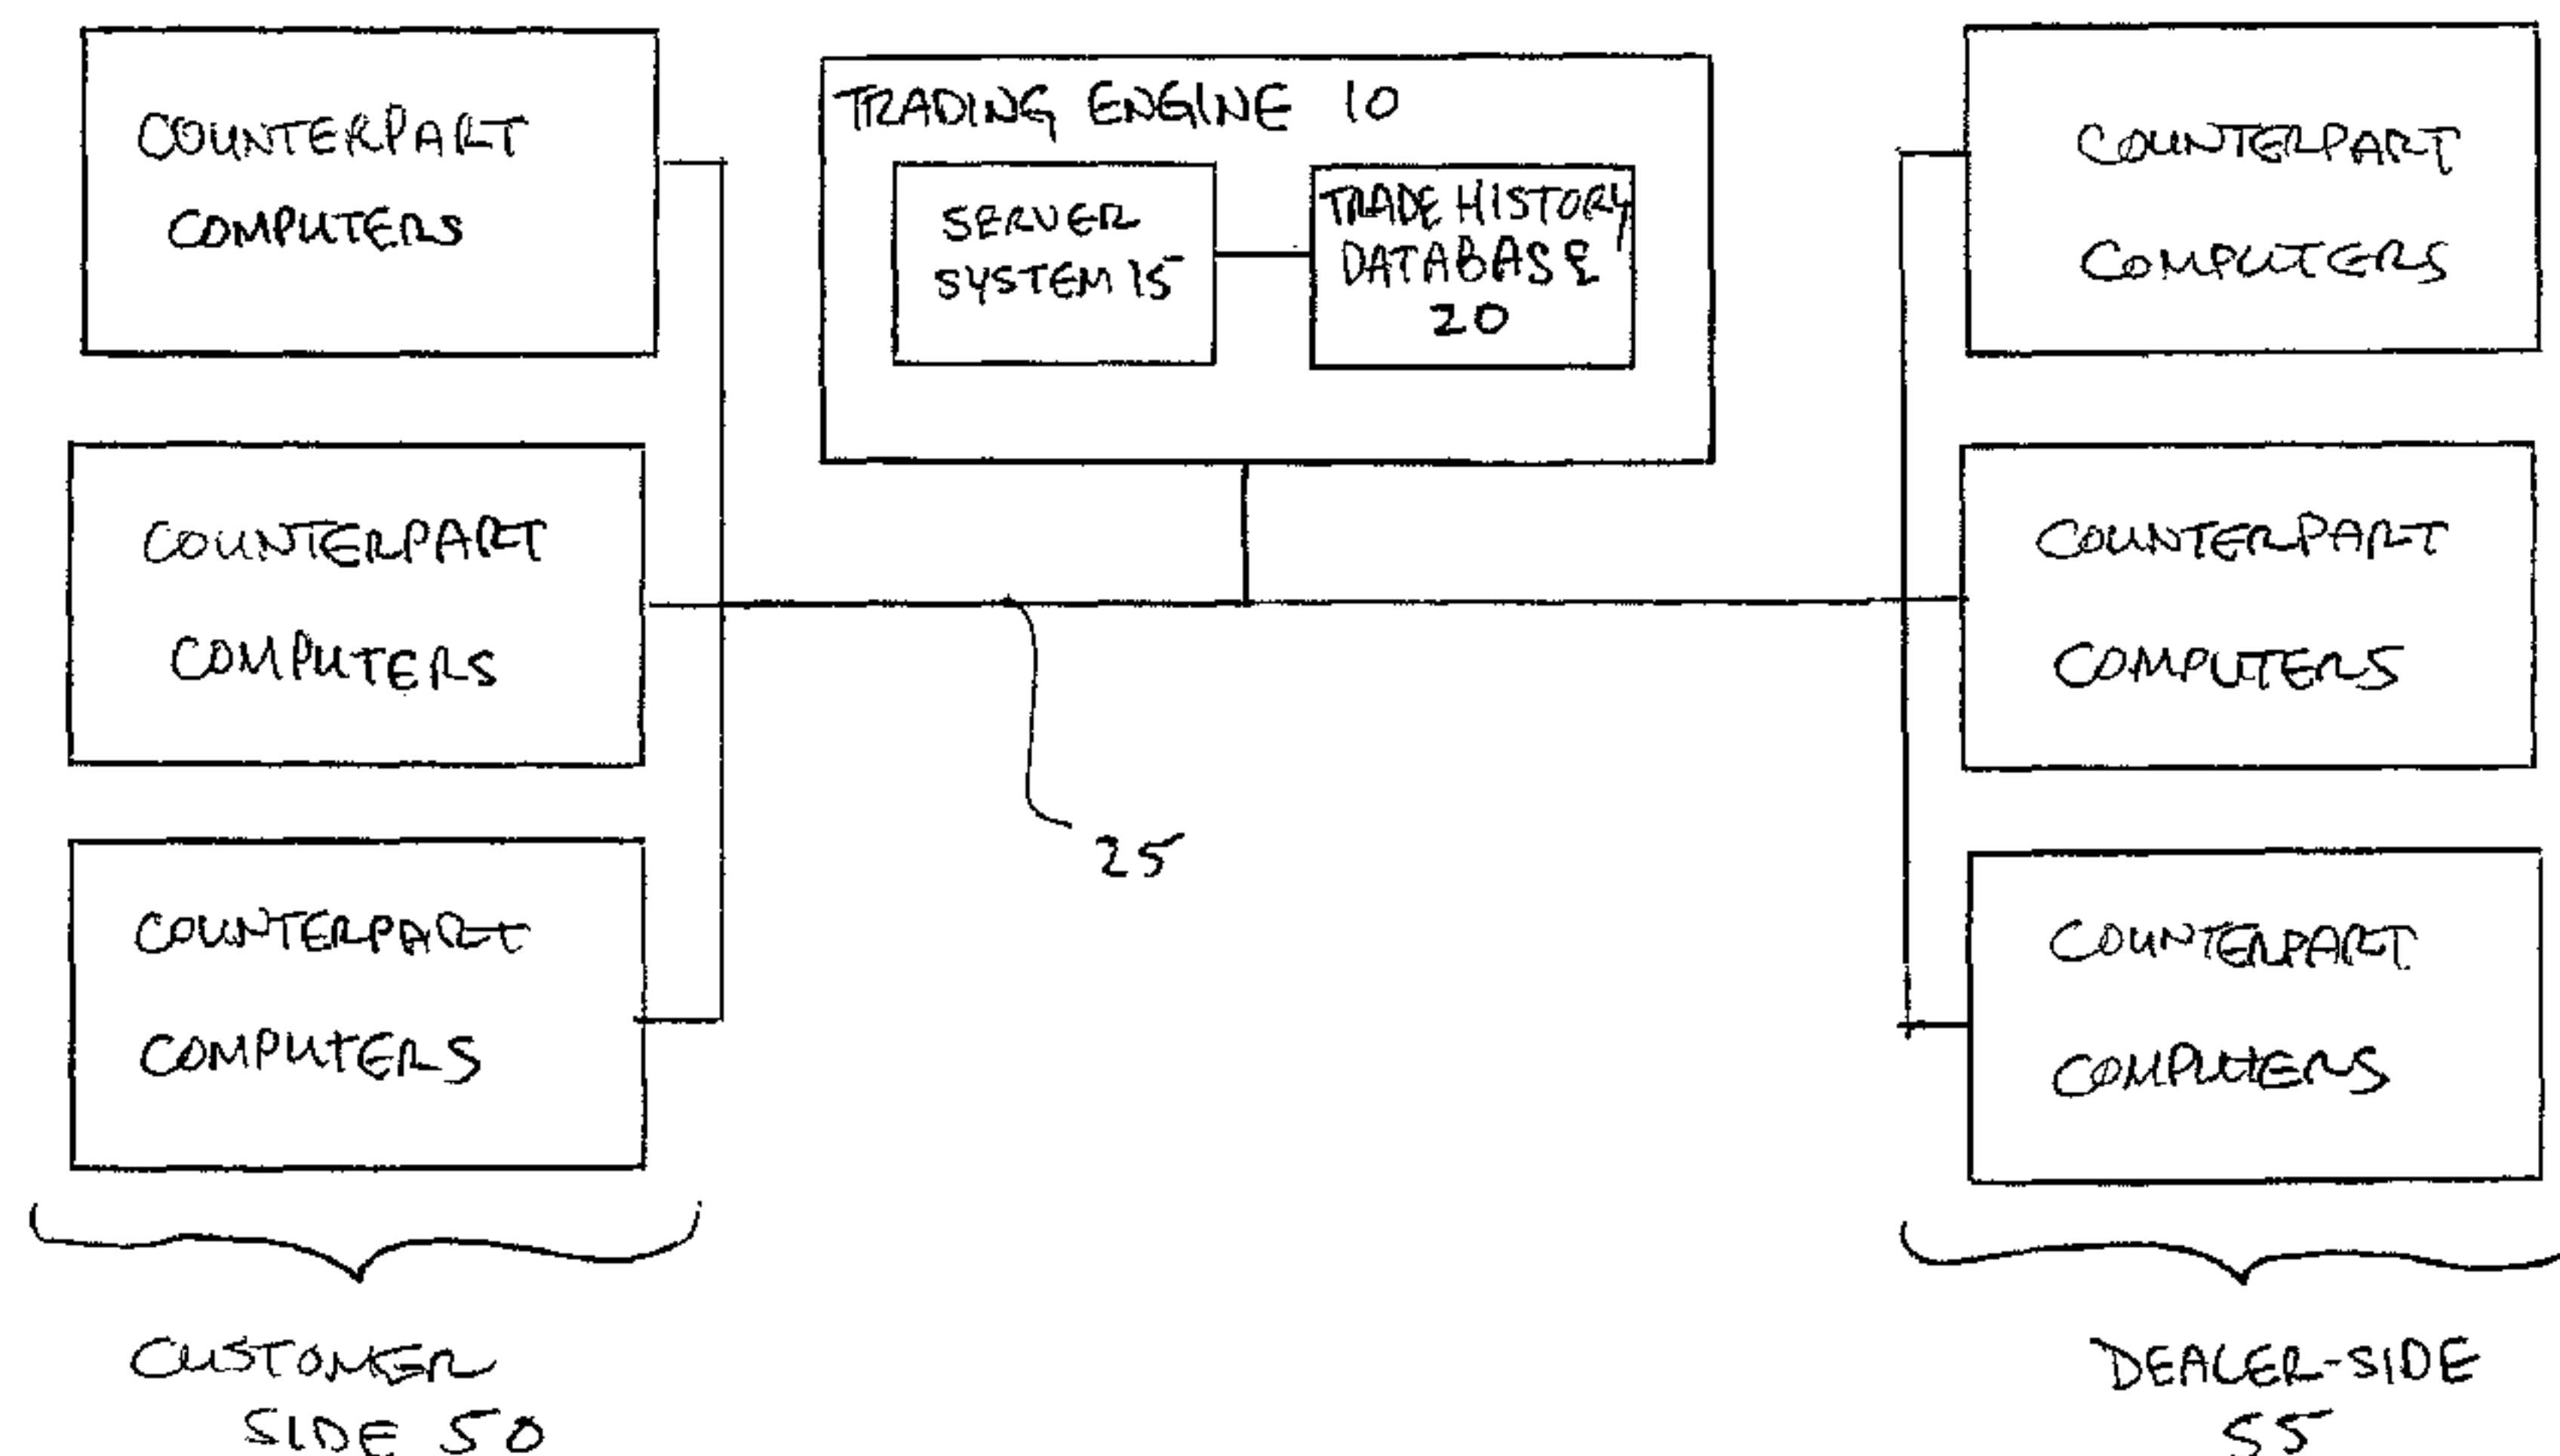 COUNTERPART
COMPUTERS
COUNTERPART
COMPUTERS
COUNTERPART
COMPUTERS
CUSTOMER
SIDE 50
TRADING ENGINE 10
SERVER
SYSTEM 15
TRADE HISTORY
DATABASE
20
25
COUNTERPART
COMPUTERS
COUNTERPART
COMPUTERS
COUNTERPART
COMPUTERS
DEALER-SIDE
55